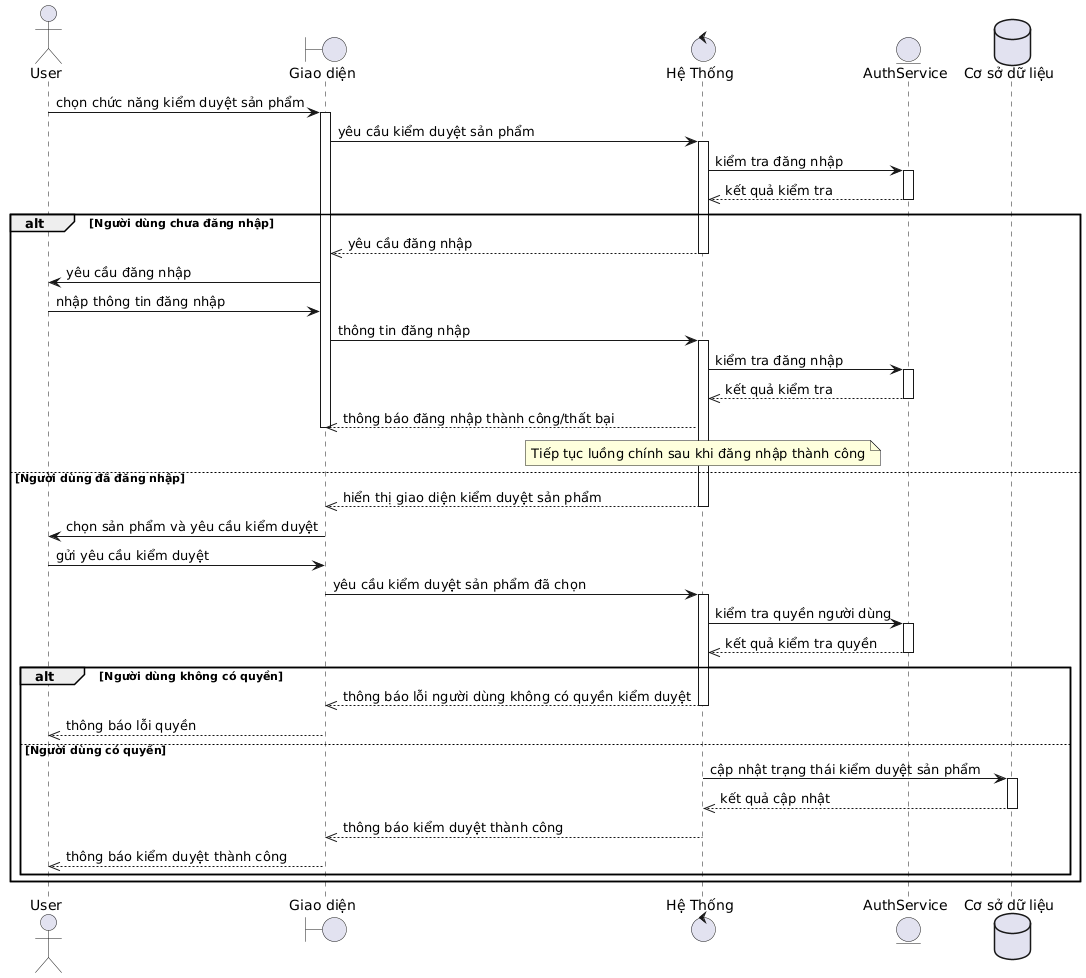 User
Giao diện
Hệ Thống
AuthService
Cơ sở dữ liệu
chọn chức năng kiểm duyệt sản phẩm
yêu cầu kiểm duyệt sản phẩm
kiểm tra đăng nhập
kết quả kiểm tra
alt [Người dùng chưa đăng nhập]
yêu cầu đăng nhập
yêu cầu đăng nhập
nhập thông tin đăng nhập
thông tin đăng nhập
kiểm tra đăng nhập
kết quả kiểm tra
thông báo đăng nhập thành công/thất bại
Tiếp tục luồng chính sau khi đăng nhập thành công
[Người dùng đã đăng nhập]
hiển thị giao diện kiểm duyệt sản phẩm
chọn sản phẩm và yêu cầu kiểm duyệt
gửi yêu cầu kiểm duyệt
yêu cầu kiểm duyệt sản phẩm đã chọn
kiểm tra quyền người dùng
kết quả kiểm tra quyền
alt [Người dùng không có quyền]
thông báo lỗi người dùng không có quyền kiểm duyệt
thông báo lỗi quyền
[Người dùng có quyền]
cập nhật trạng thái kiểm duyệt sản phẩm
kết quả cập nhật
thông báo kiểm duyệt thành công
thông báo kiểm duyệt thành công
User
Giao diện
Hệ Thống
AuthService
Cơ sở dữ liệu